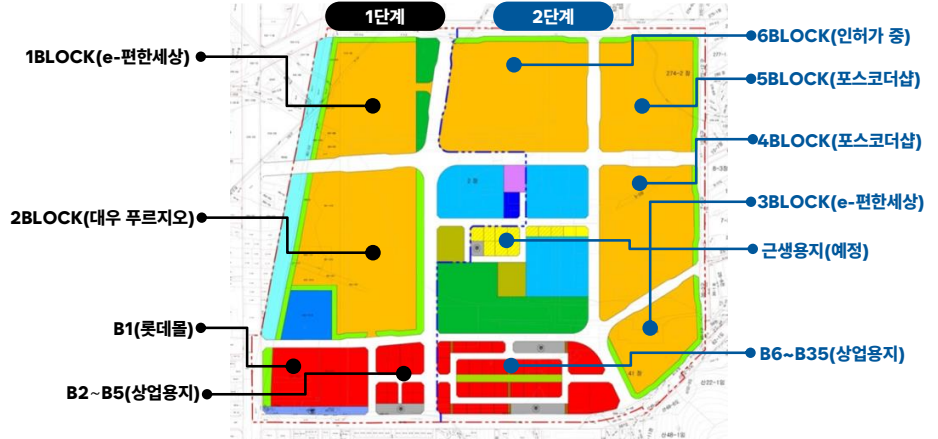 1단계
2단계
1BLOCK(e-편한세상)
6BLOCK(인허가 중)
5BLOCK(포스코더샵)
4BLOCK(포스코더샵)
3BLOCK(e-편한세상)
2BLOCK(대우 푸르지오)
근생용지(예정)
B1(롯데몰)
B6~B35(상업용지)
B2~B5(상업용지)